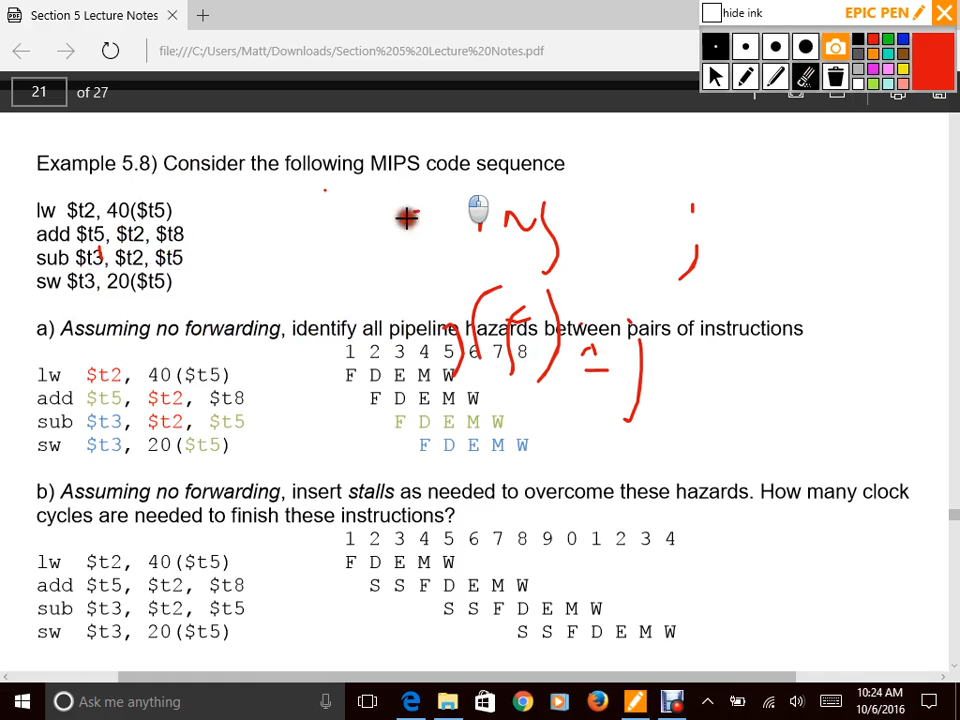 Section 5 Lecture Notes
hide ink
EPIC PEN
file:///C:/Users/Matt/Downloads/Section%205%20Lecture%20Notes.pdf
21 of 27
Example 5.8) Consider the following MIPS code sequence
lw $t2, 40($t5)
add $t5, $t2, $t8
sub $t3, $t2, $t5
sw $t3, 20($t5)
a) Assuming no forwarding, identify all pipeline hazards between pairs of instructions
1 2 3 4 5 6 7 8
lw $t2, 40($t5) F D E M W
add $t5, $t2, $t8 F D E M W
sub $t3, $t2, $t5 F D E M W
sw $t3, 20($t5) F D E M W
b) Assuming no forwarding, insert stalls as needed to overcome these hazards. How many clock
cycles are needed to finish these instructions?
1 2 3 4 5 6 7 8 9 0 1 2 3 4
lw $t2, 40($t5) F D E M W
add $t5, $t2, $t8 S S F D E M W
sub $t3, $t2, $t5 S S F D E M W
sw $t3, 20($t5) S S F D E M W
Ask me anything
10:24 AM
10/6/2016